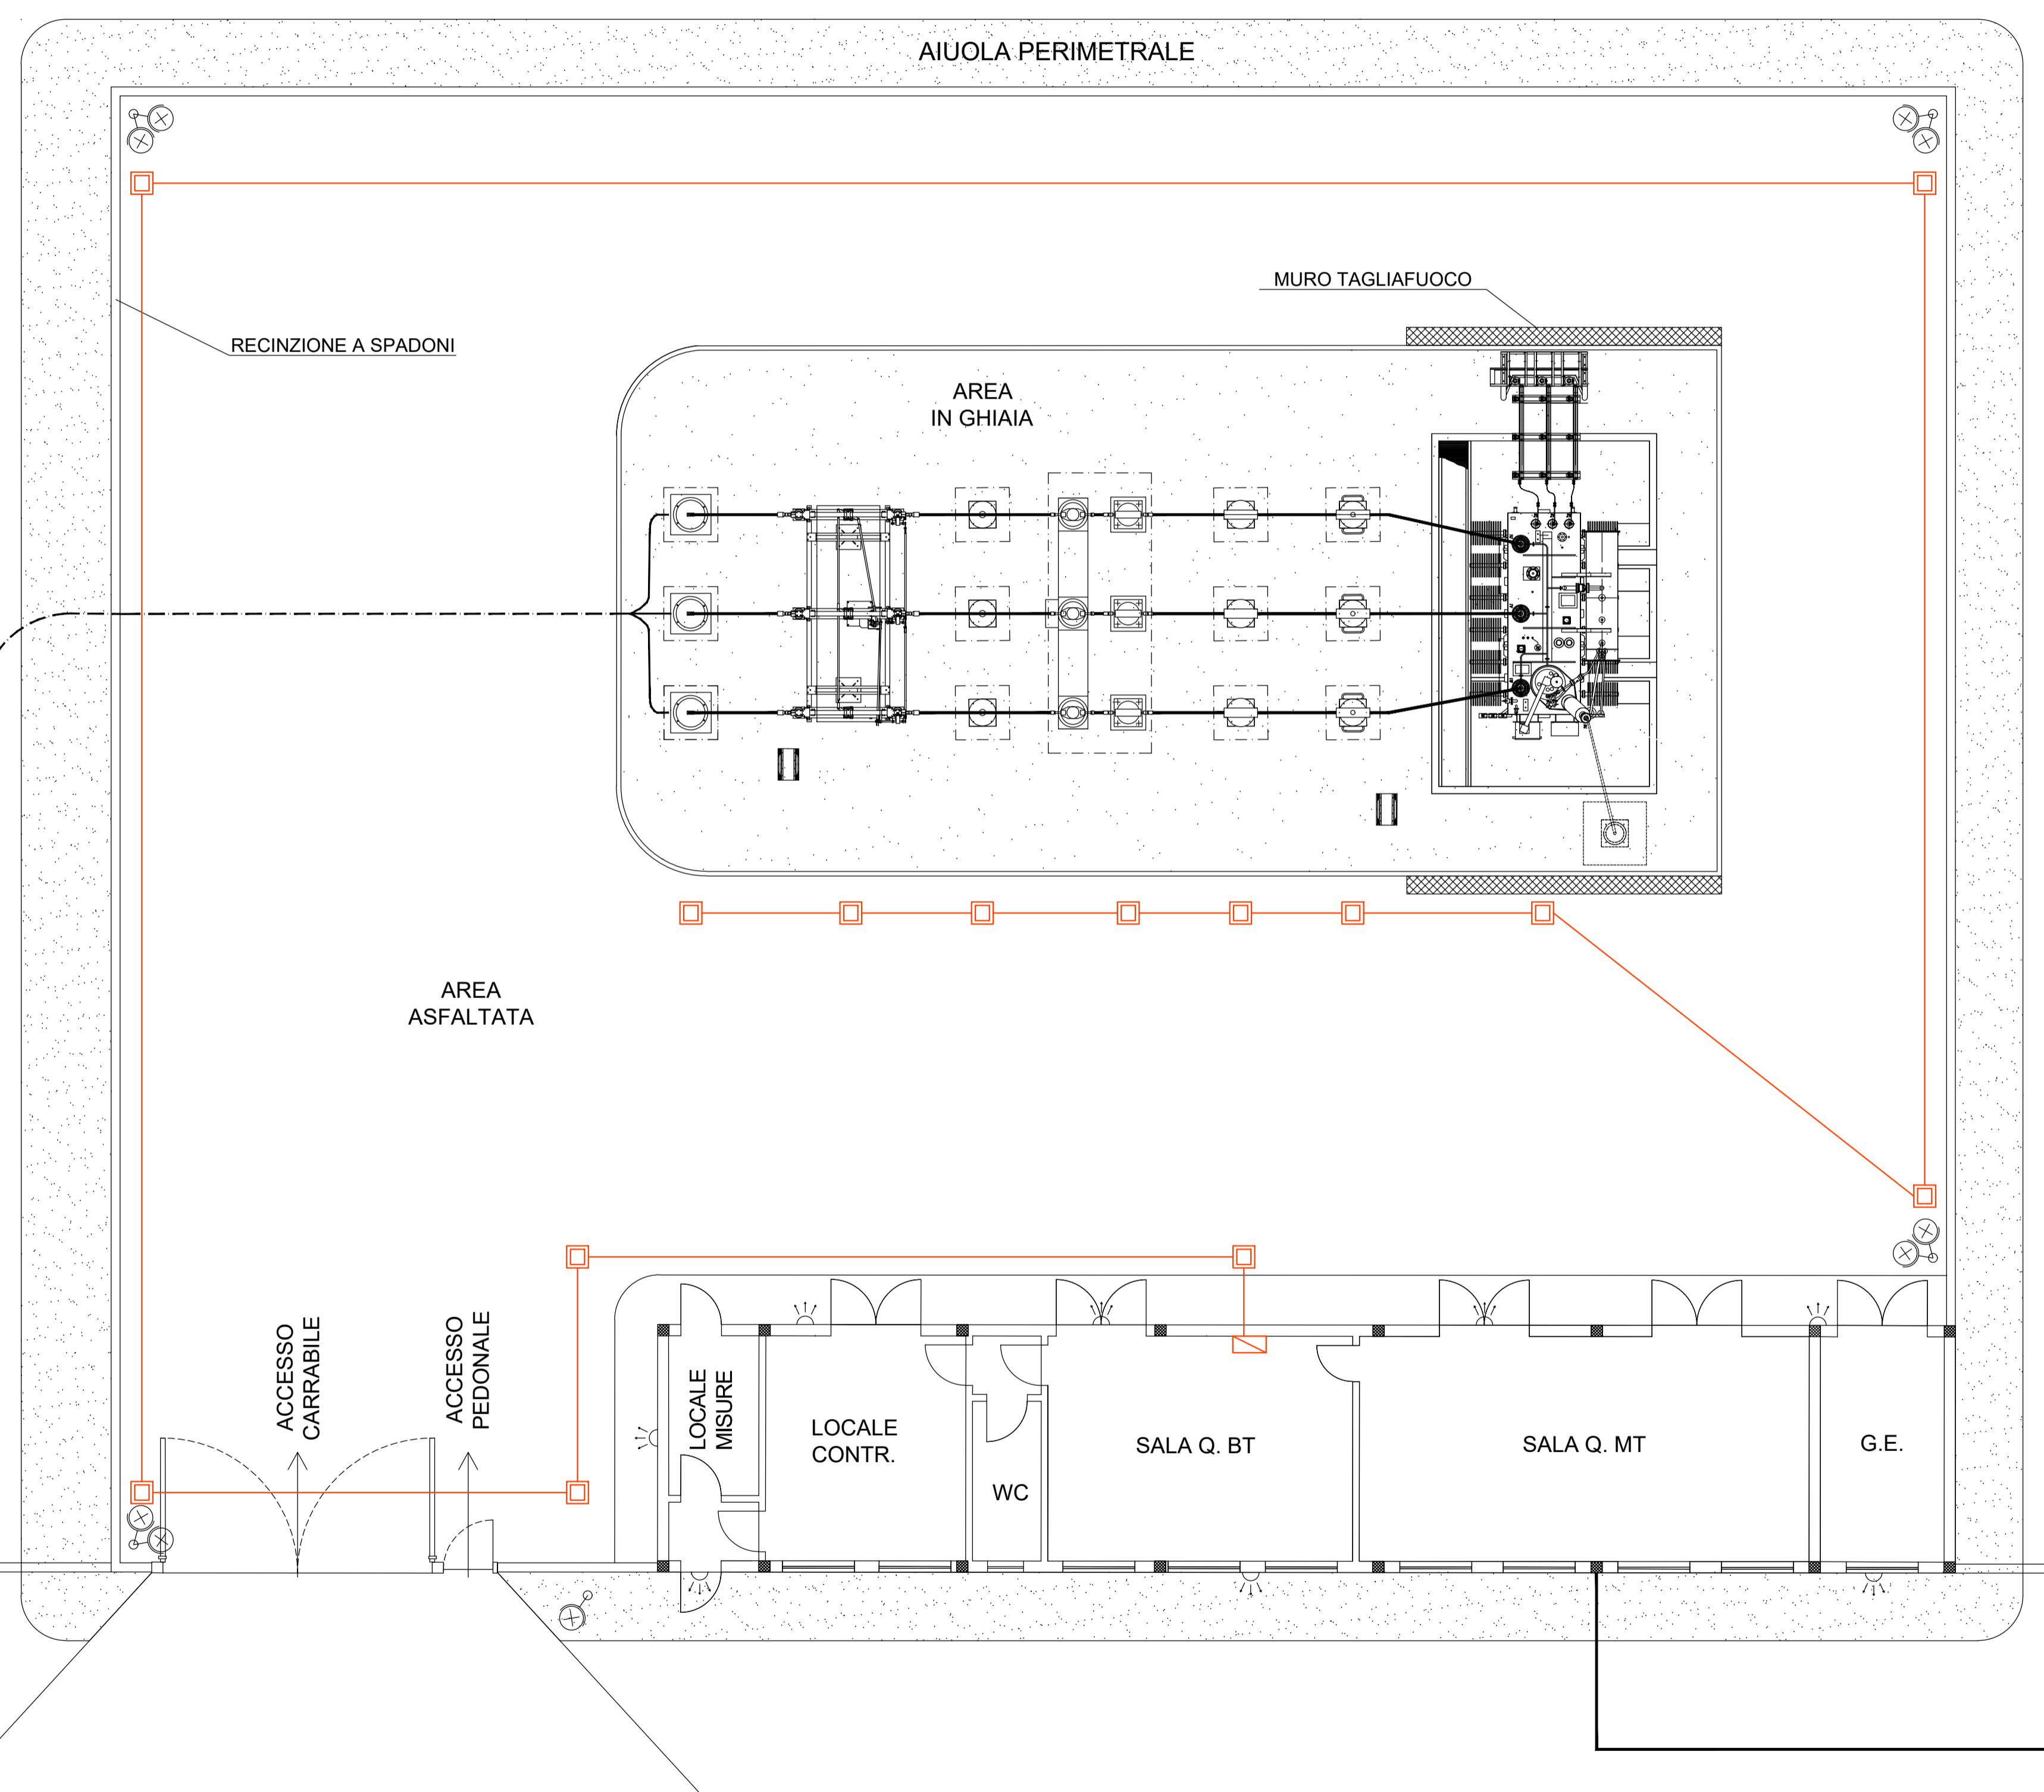 AIUOLA PERIMETRALE
MURO TAGLIAFUOCO
RECINZIONE A SPADONI
AREA
IN GHIAIA
AREA
ASFALTATA
ACCESSO
CARRABILE
ACCESSO
PEDONALE
LOCALE
MISURE
LOCALE
CONTR.
WC
SALA Q. BT
SALA Q. MT
G.E.